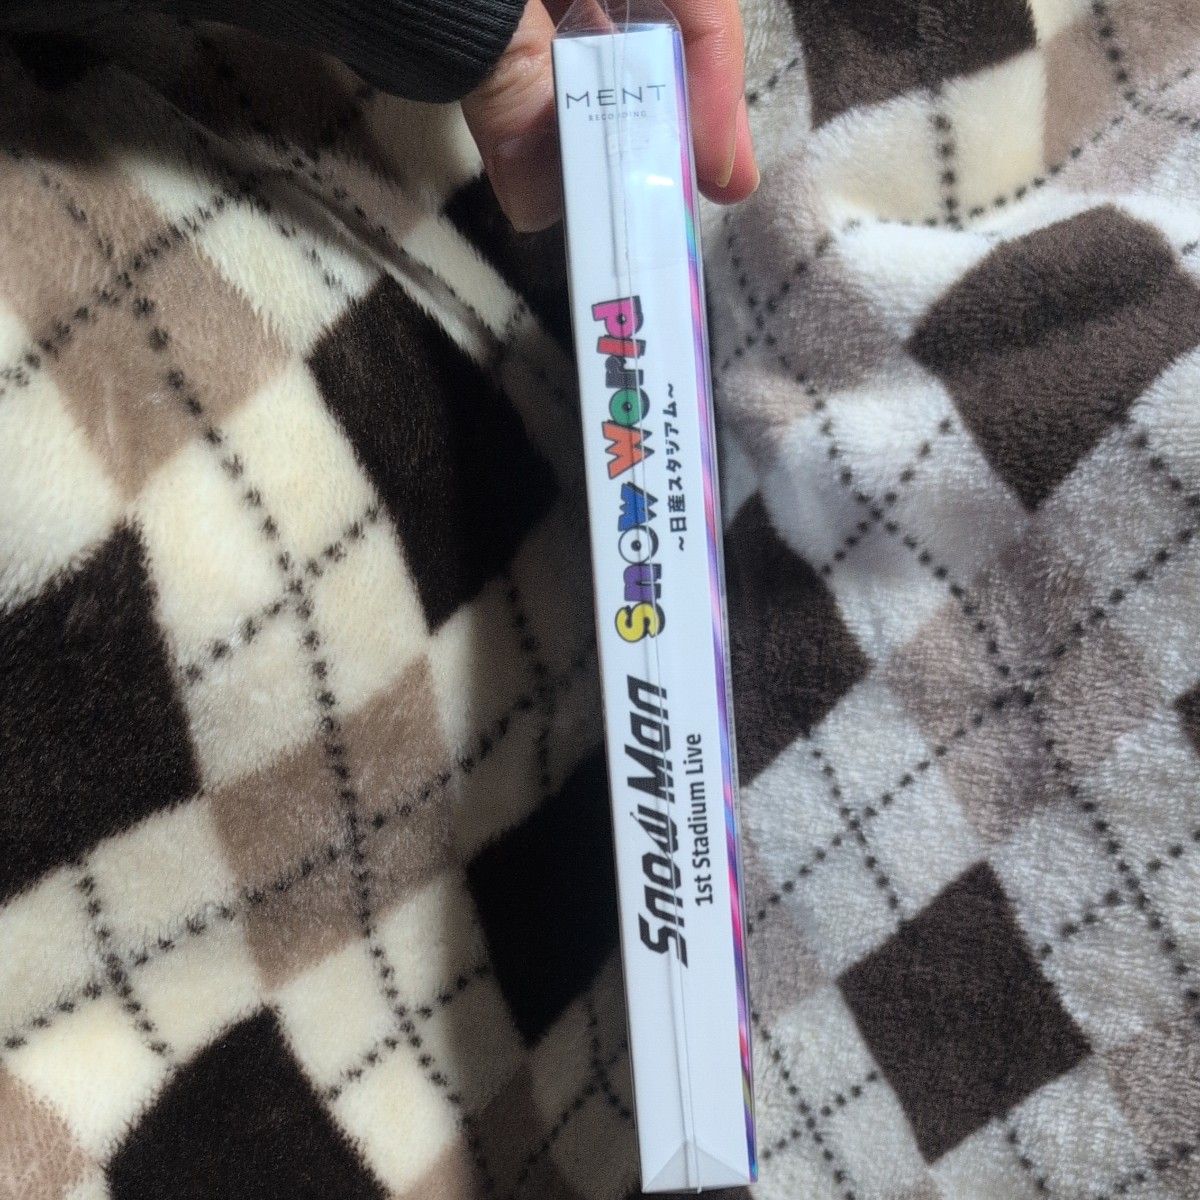 MENT
RECORDING
Snow World
~日産スタジアム~
Snow Man
1st Stadium Live